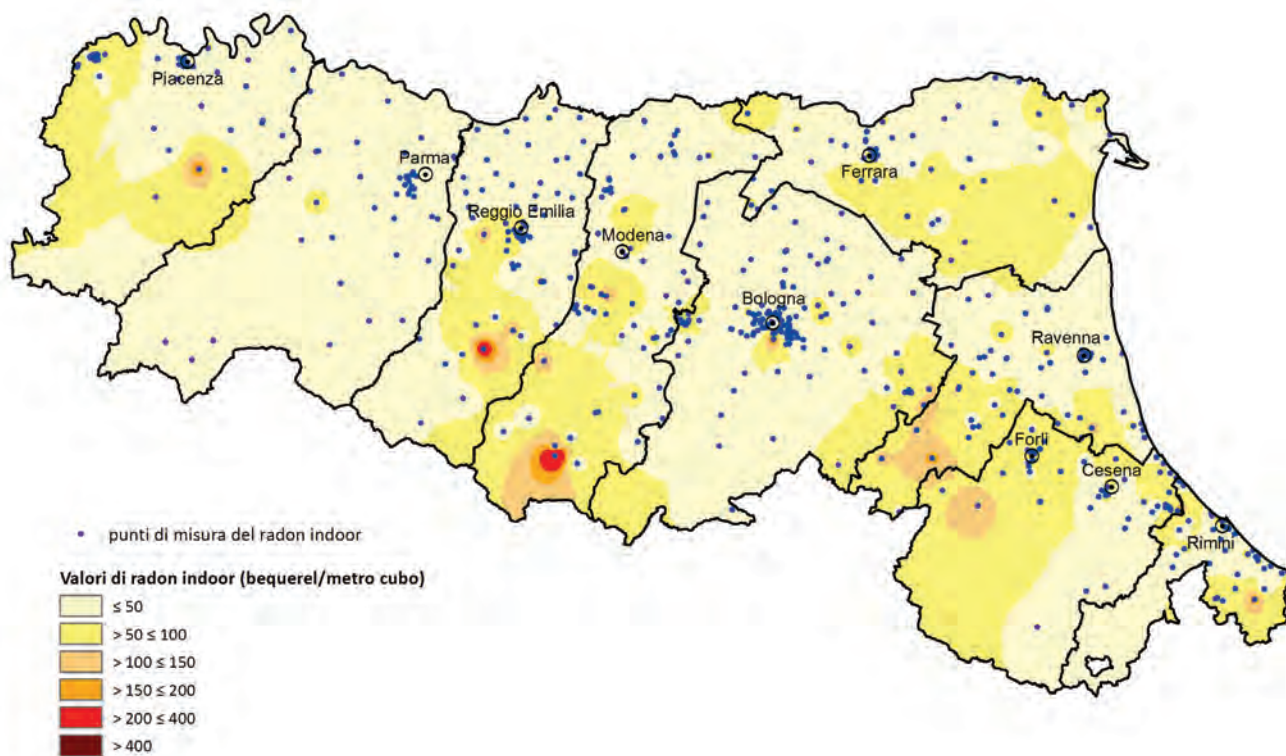 Piacenza
Parma
Ferrara
Reggio Emilia
Modena
Bologna
Ravenna
Forlì
Cesena
Rimini
punti di misura del radon indoor
Valori di radon indoor (bequerel/metro cubo)
≤ 50
> 50 ≤ 100
> 100 ≤ 150
> 150 ≤ 200
> 200 ≤ 400
> 400